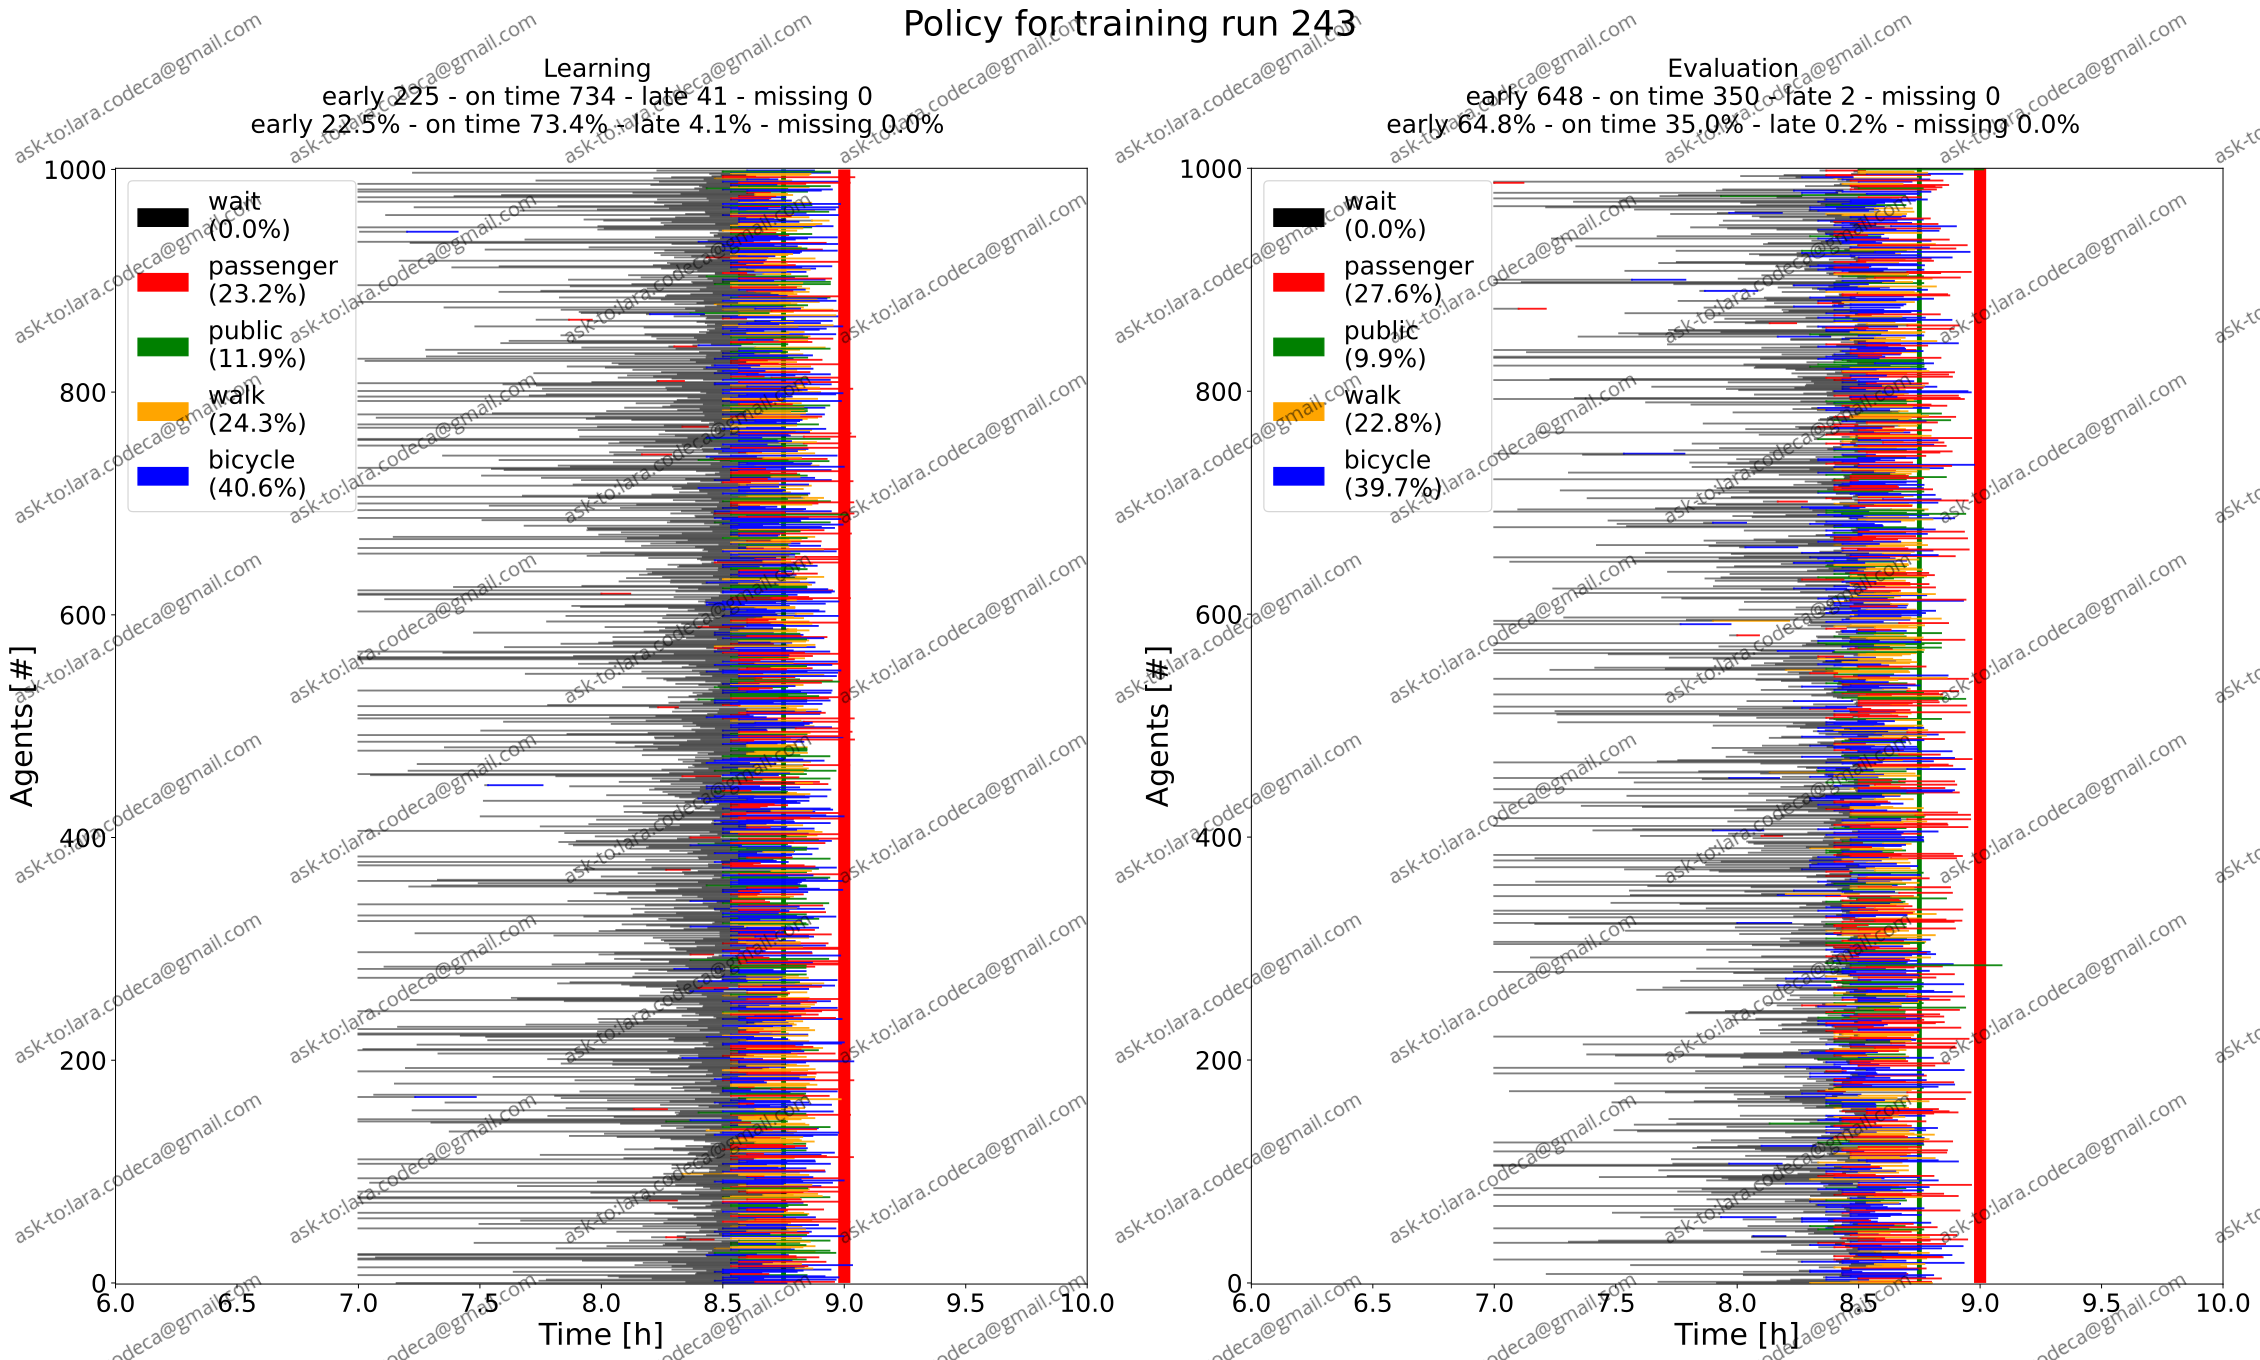 Policy for training run 243
Learning
early 225 - on time 734 - late 41 - missing 0
early 22.5% - on time 73.4% - late 4.1% - missing 0.0%
Evaluation
early 648 - on time 350 - late 2 - missing 0
early 64.8% - on time 35.0% - late 0.2% - missing 0.0%
1000
800
600
400
200
0
Agents [#]
wait
(0.0%)
passenger
(23.2%)
public
(11.9%)
walk
(24.3%)
bicycle
(40.6%)
6.0 6.5 7.0 7.5 8.0 8.5 9.0 9.5 10.0
Time [h]
1000
800
600
400
200
0
Agents [#]
wait
(0.0%)
passenger
(27.6%)
public
(9.9%)
walk
(22.8%)
bicycle
(39.7%)
6.0 6.5 7.0 7.5 8.0 8.5 9.0 9.5 10.0
Time [h]
ask-to:lara.codeca@gmail.com